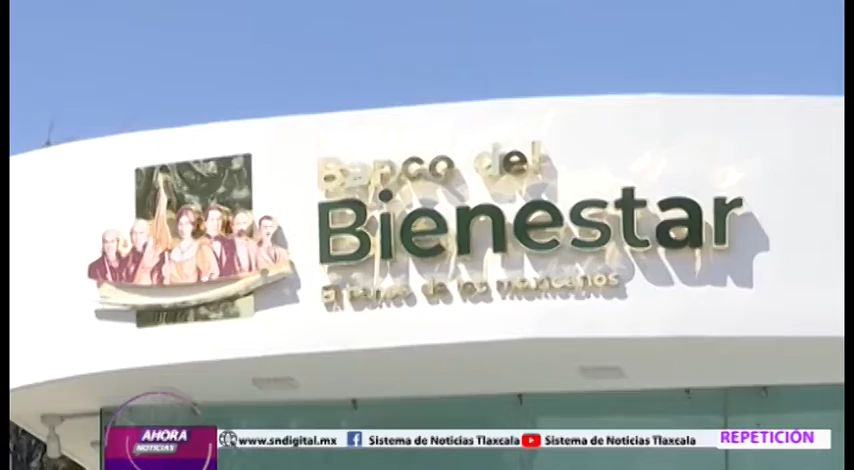 Banco del
Bienestar
El banco de los mexicanos
AHORA
NOTICIAS
www.sndigital.mx
Sistema de Noticias Tlaxcala
Sistema de Noticias Tlaxcala
REPETICIÓN